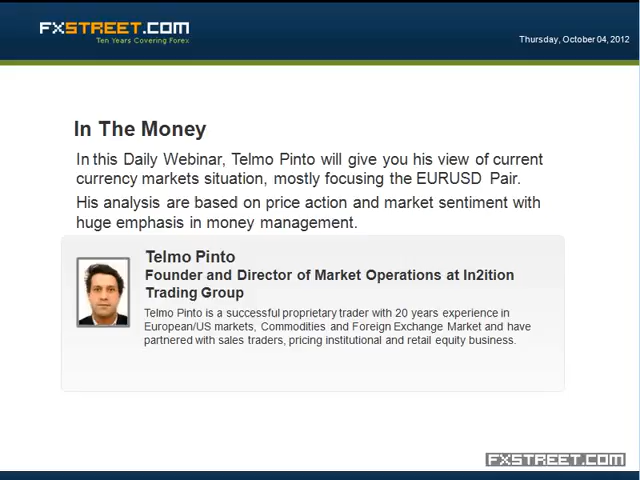 FXSTREET.COM
Ten Years Covering Forex
Thursday, October 04, 2012
In The Money
In this Daily Webinar, Telmo Pinto will give you his view of current
currency markets situation, mostly focusing the EURUSD Pair.
His analysis are based on price action and market sentiment with
huge emphasis in money management.
Telmo Pinto
Founder and Director of Market Operations at In2ition
Trading Group
Telmo Pinto is a successful proprietary trader with 20 years experience in
European/US markets, Commodities and Foreign Exchange Market and have
partnered with sales traders, pricing institutional and retail equity business.
FXSTREET.COM